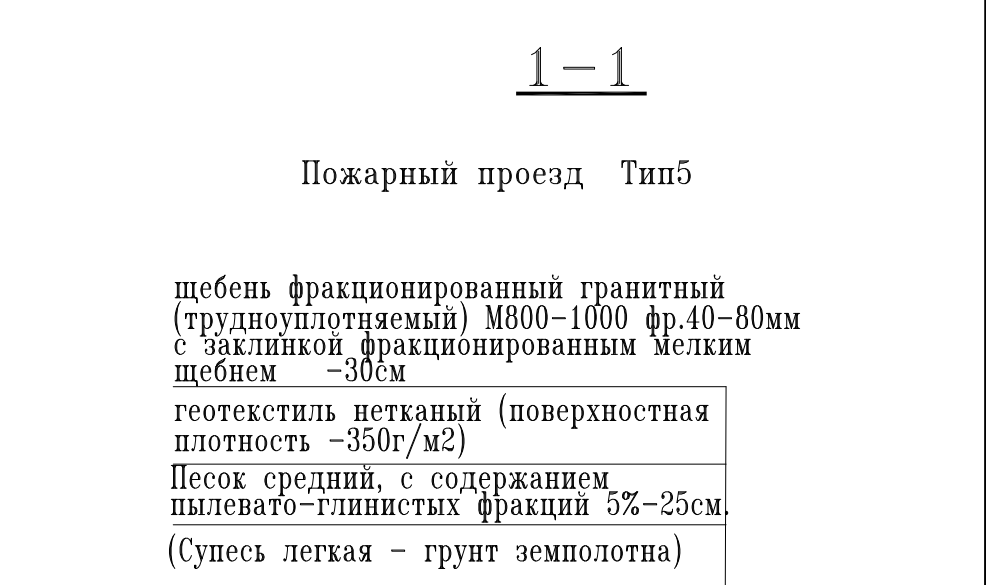 1–1
Пожарный проезд Тип5
щебень фракционированный гранитный
(трудноуплотняемый) М800–1000 фр.40–80мм
с заклинкой фракционированным мелким
щебнем –30см
геотекстиль нетканый (поверхностная
плотность –350г/м2)
Песок средний, с содержанием
пылевато–глинистых фракций 5%–25см.
(Супесь легкая – грунт земполотна)